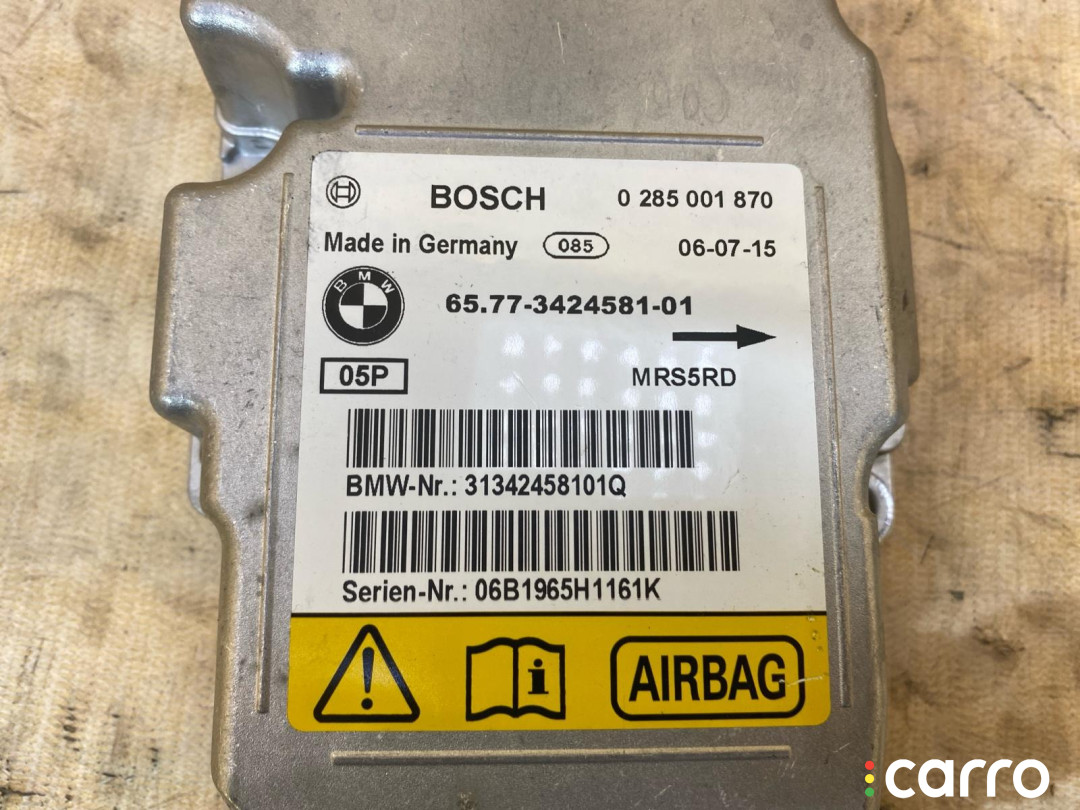 BOSCH 0 285 001 870
Made in Germany 085 06-07-15
BMW
65.77-3424581-01
05P MRS5RD
BMW-Nr.: 31342458101Q
Serien-Nr.: 06B1965H1161K
AIRBAG
carro